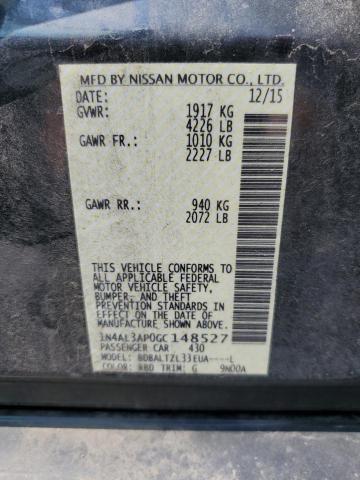 MFD BY NISSAN MOTOR CO., LTD.
DATE: 12/15
GVWR: 1917 KG
4226 LB
GAWR FR: 1010 KG
2227 LB
GAWR RR: 940 KG
2072 LB
THIS VEHICLE CONFORMS TO
ALL APPLICABLE FEDERAL
MOTOR VEHICLE SAFETY,
BUMPER, AND THEFT
PREVENTION STANDARDS
IN EFFECT ON THE DATE OF
MANUFACTURE SHOWN ABOVE.
1N4AL3AP0GC148527
PASSENGER CAR 430
MODEL: BDBALTZL33EUA----L
COLOR: TRIM: G 9N00A